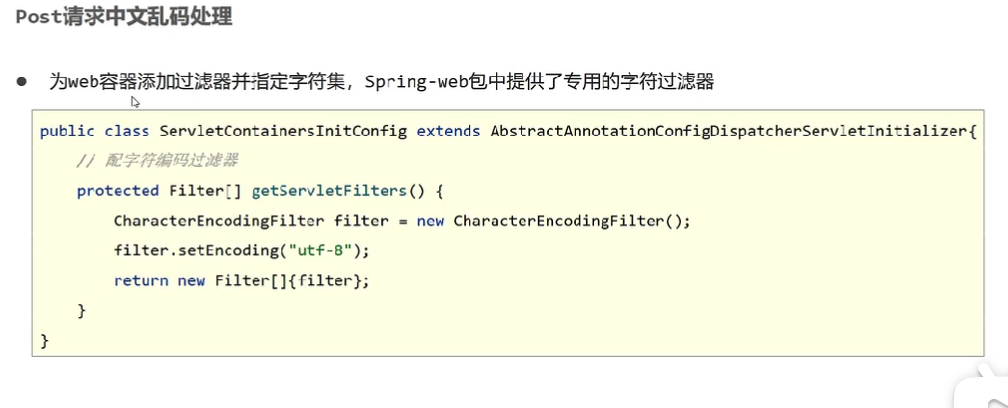 Post请求中文乱码处理
● 为web容器添加过滤器并指定字符集，Spring-web包中提供了专用的字符过滤器
public class ServletContainersInitConfig extends AbstractAnnotationConfigDispatcherServletInitializer{
// 配字符编码过滤器
protected Filter[] getServletFilters() {
CharacterEncodingFilter filter = new CharacterEncodingFilter();
filter.setEncoding("utf-8");
return new Filter[]{filter};
}
}